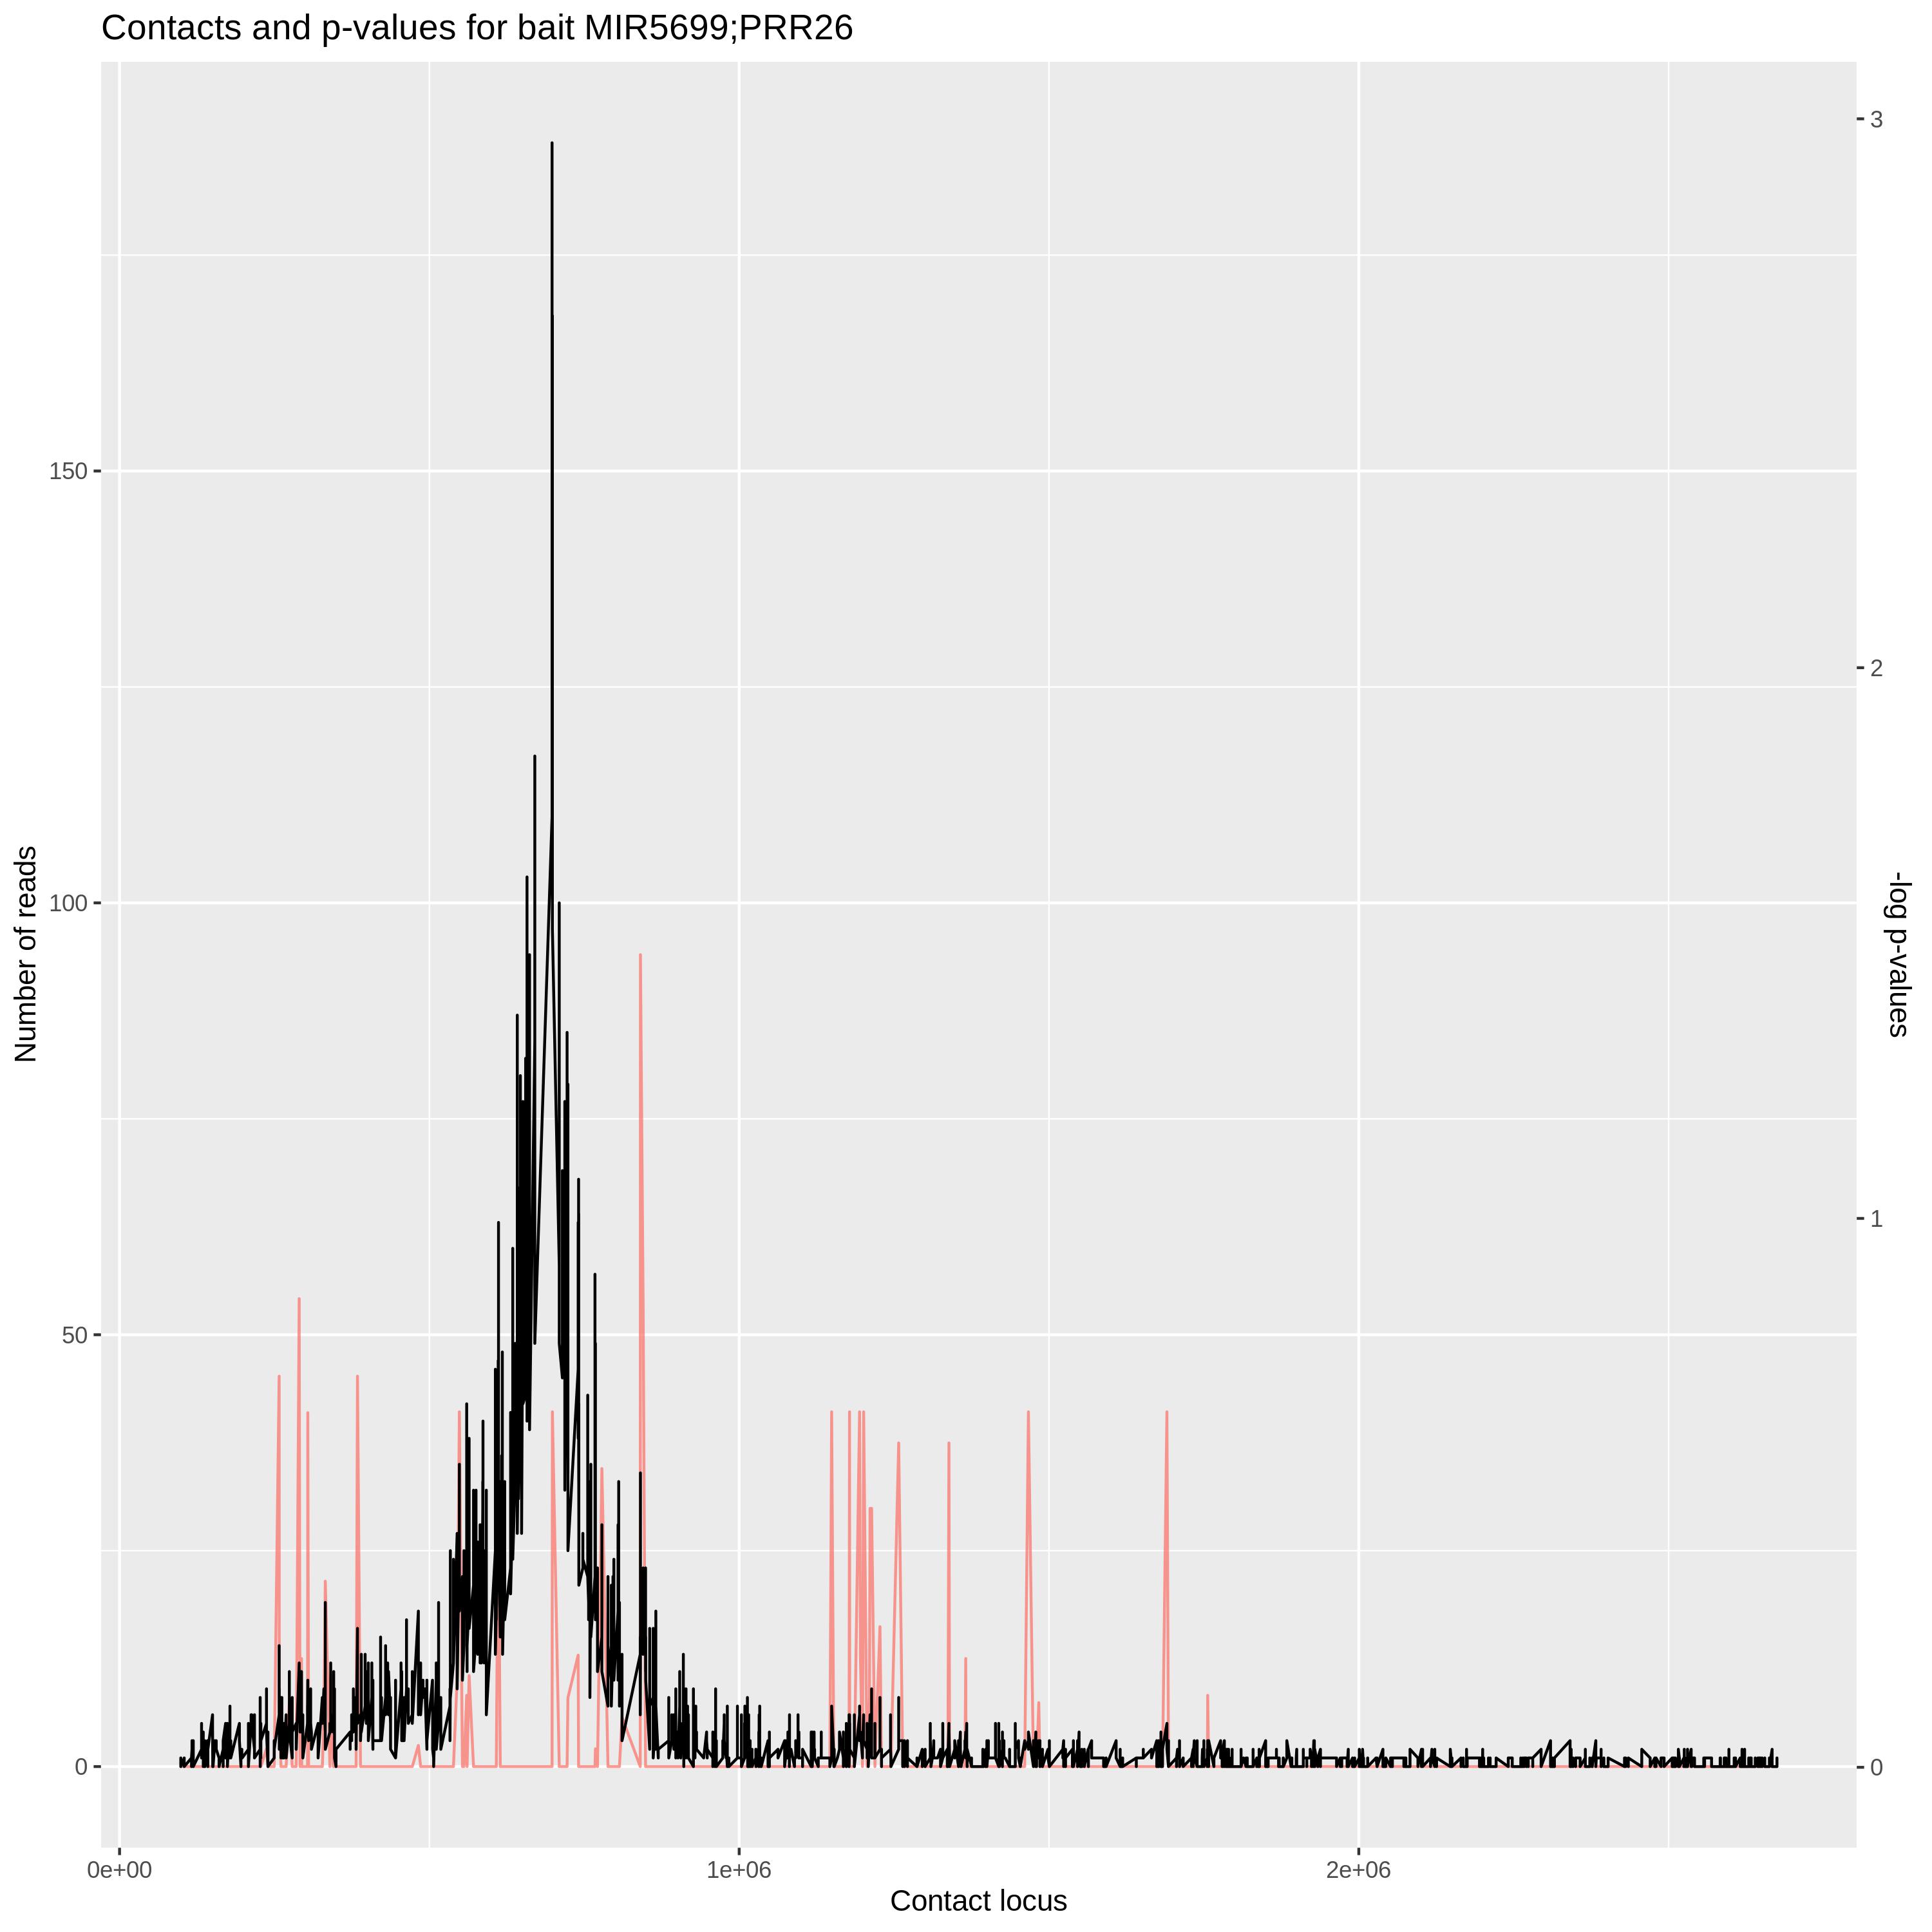 Contacts and p-values for bait MIR5699;PRR26
Number of reads
150
100
50
0
3
2
1
0
-log p-values
0e+00
1e+06
2e+06
Contact locus